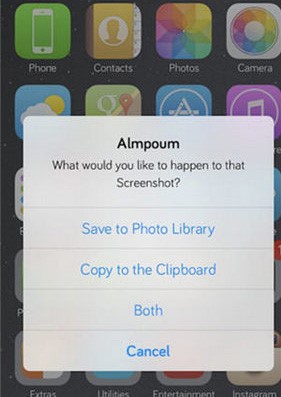 Phone Contacts Photos Camera
Almpoum
What would you like to happen to that
Screenshot?
Save to Photo Library
Copy to the Clipboard
Both
Cancel
Extras Utilities Entertainment Instagram